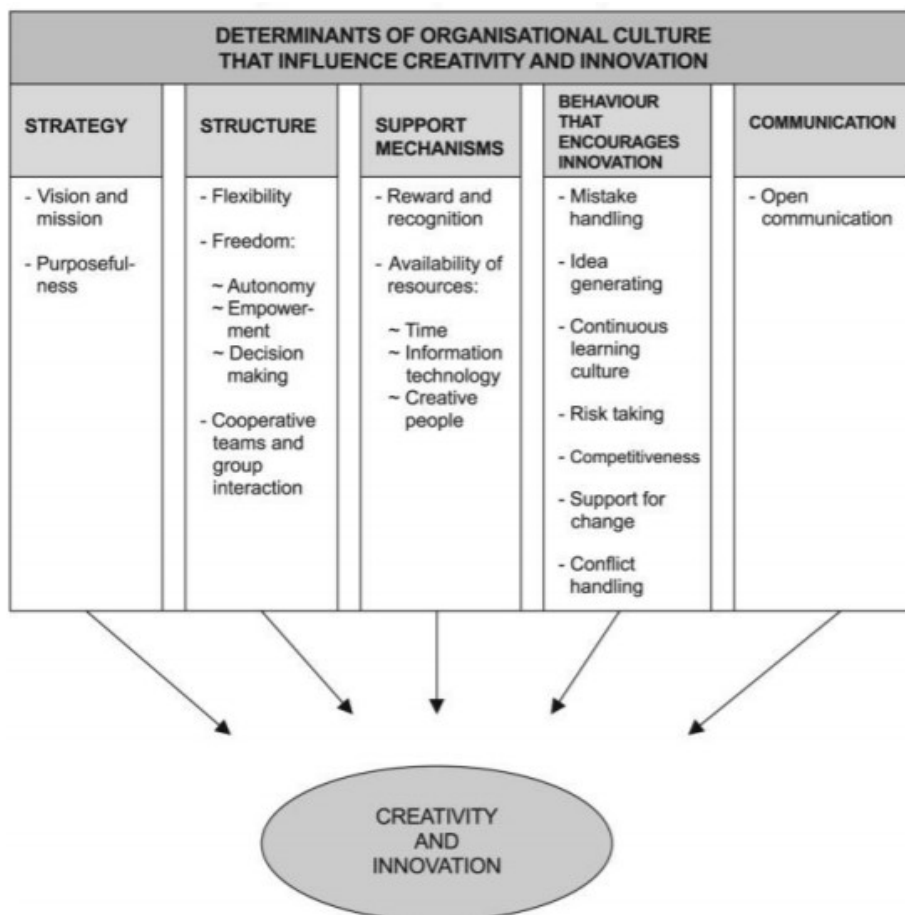 DETERMINANTS OF ORGANISATIONAL CULTURE
THAT INFLUENCE CREATIVITY AND INNOVATION
STRATEGY
- Vision and
mission
- Purposeful-
ness
STRUCTURE
- Flexibility
- Freedom:
~ Autonomy
~ Empower-
ment
~ Decision
making
- Cooperative
teams and
group
interaction
SUPPORT
MECHANISMS
- Reward and
recognition
- Availability of
resources:
~ Time
~ Information
technology
~ Creative
people
BEHAVIOUR
THAT
ENCOURAGES
INNOVATION
- Mistake
handling
- Idea
generating
- Continuous
learning
culture
- Risk taking
- Competitiveness
- Support for
change
- Conflict
handling
COMMUNICATION
- Open
communication
CREATIVITY
AND
INNOVATION